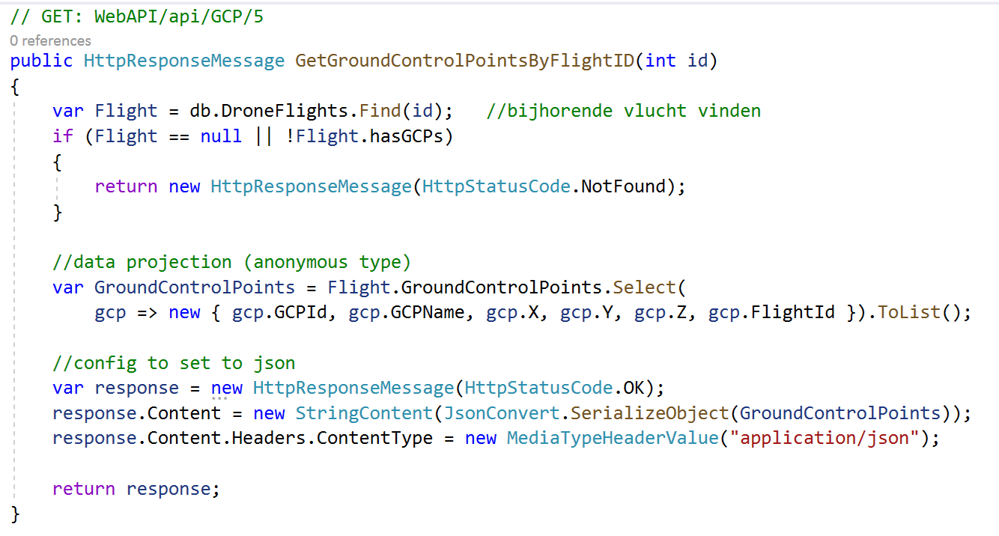 // GET: WebAPI/api/GCP/5
0 references
public HttpResponseMessage GetGroundControlPointsByFlightID(int id)
{
    var Flight = db.DroneFlights.Find(id);   //bijhorende vlucht vinden
    if (Flight == null || !Flight.hasGCPs)
    {
        return new HttpResponseMessage(HttpStatusCode.NotFound);
    }

    //data projection (anonymous type)
    var GroundControlPoints = Flight.GroundControlPoints.Select(
        gcp => new { gcp.GCPId, gcp.GCPName, gcp.X, gcp.Y, gcp.Z, gcp.FlightId }).ToList();

    //config to set to json
    var response = new HttpResponseMessage(HttpStatusCode.OK);
    response.Content = new StringContent(JsonConvert.SerializeObject(GroundControlPoints));
    response.Content.Headers.ContentType = new MediaTypeHeaderValue("application/json");

    return response;
}